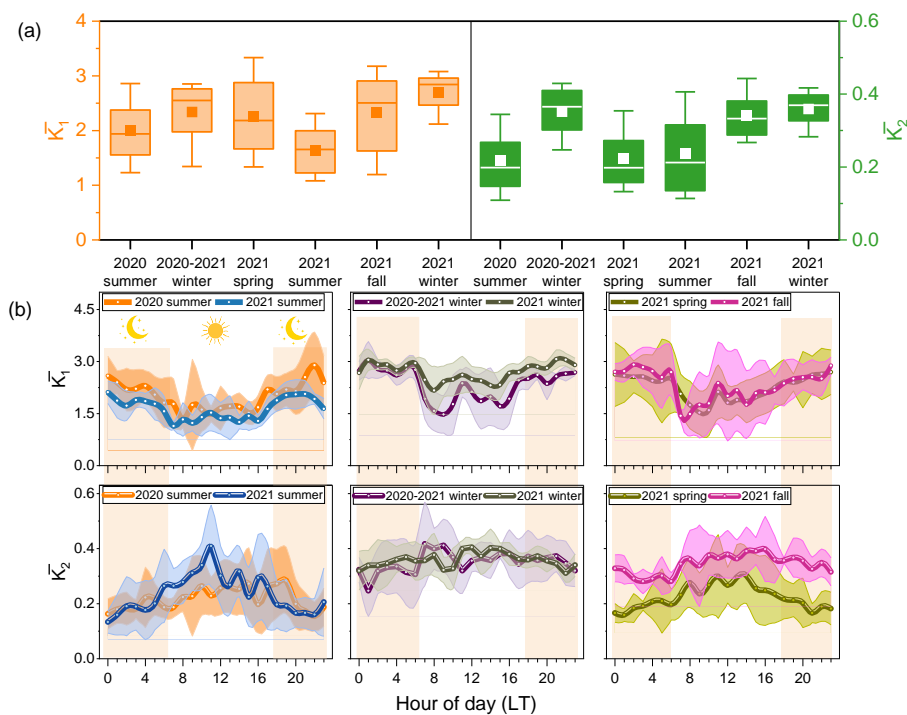 (a)
4
3
2
1
0
K̄₁
0.6
0.4
0.2
0
K̄₂
2020 summer
2020-2021 winter
2021 spring
2021 summer
2021 fall
2021 winter
2020 summer
2020-2021 winter
2021 spring
2021 summer
2021 fall
2021 winter
(b)
4.5
3.0
1.5
0.0
K̄₁
2020 summer 2021 summer
2020-2021 winter 2021 winter
2021 spring 2021 fall
0.6
0.4
0.2
0.0
K̄₂
2020 summer 2021 summer
2020-2021 winter 2021 winter
2021 spring 2021 fall
0 4 8 12 16 20
0 4 8 12 16 20
0 4 8 12 16 20
Hour of day (LT)